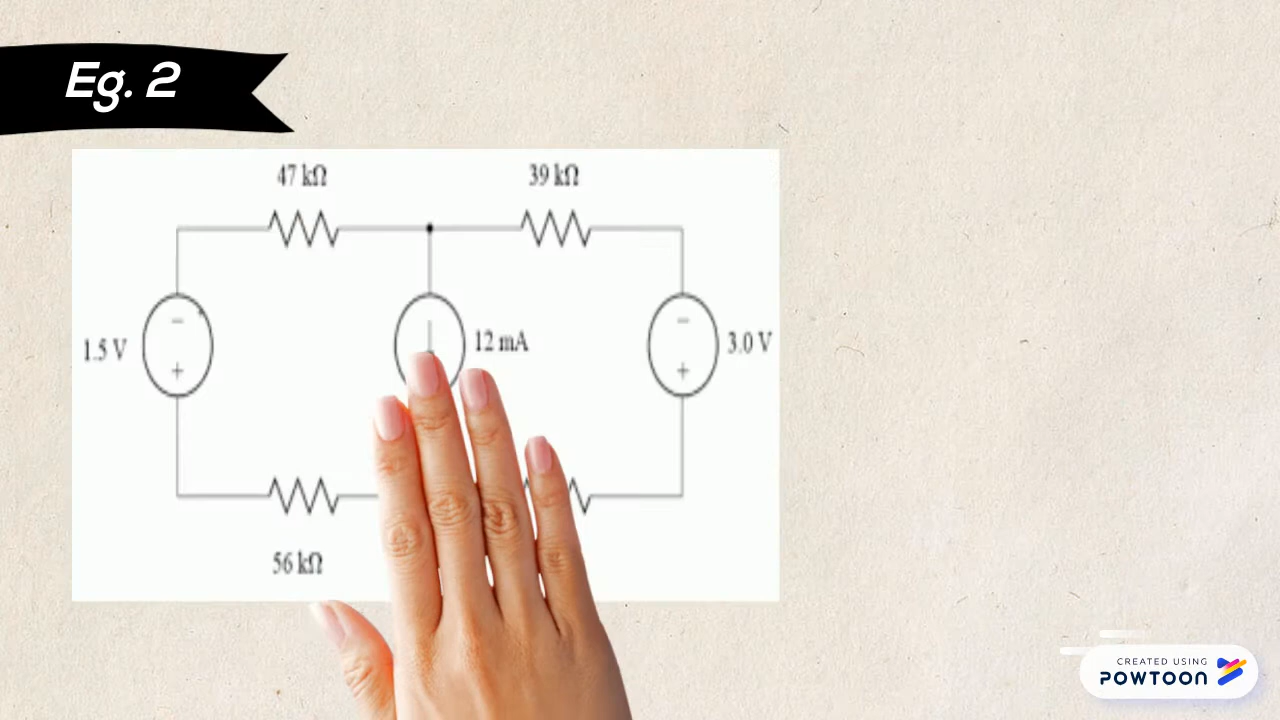 Eg. 2
47 kΩ
39 kΩ
1.5 V
−
+
12 mA
−
+
3.0 V
56 kΩ
CREATED USING
POWTOON